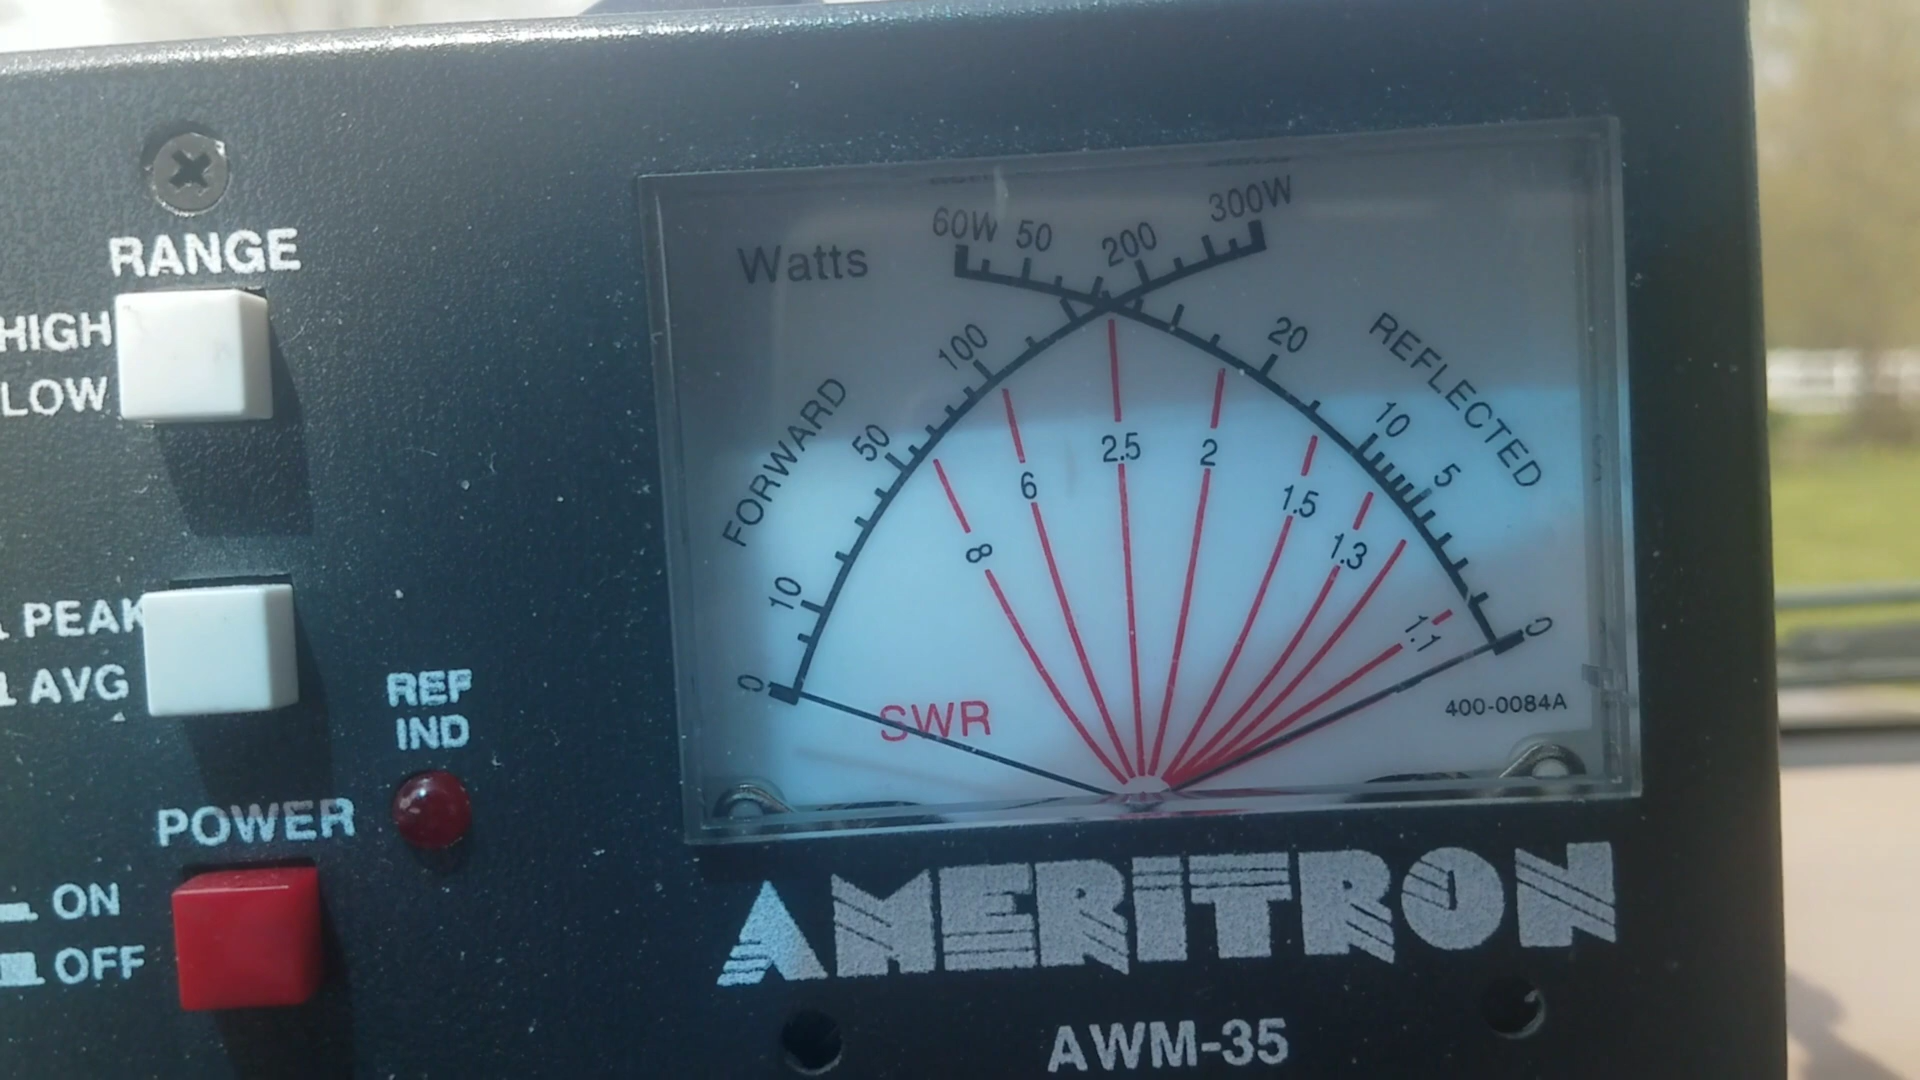 RANGE
HIGH
LOW
PEAK
AVG
REF
IND
POWER
ON
OFF
Watts
60W 50 200 300W
FORWARD
0 10 50 100
REFLECTED
20 10 5 0
∞ 6 2.5 2 1.5 1.3 1.1
SWR
400-0084A
AMERITRON
AWM-35